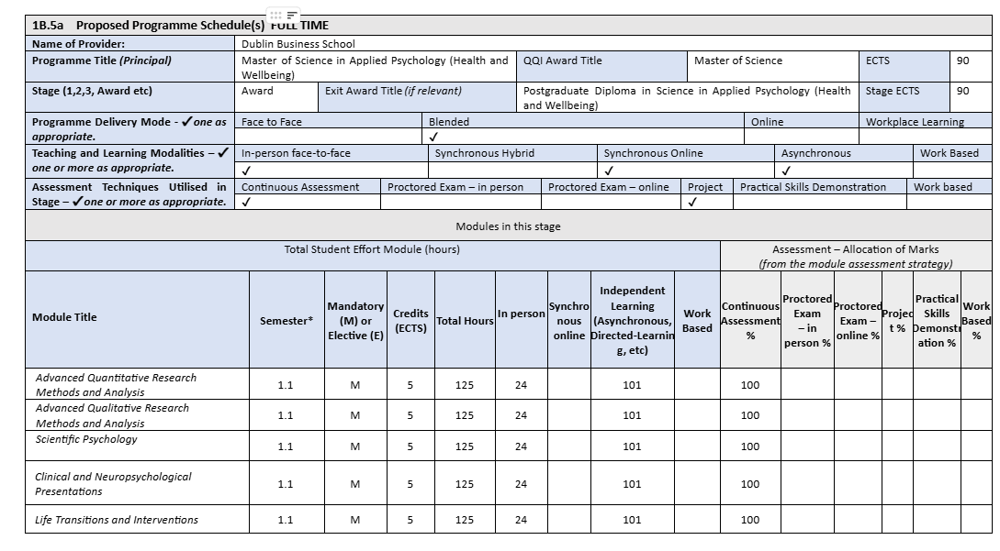 1B.5a Proposed Programme Schedule(s) FULL TIME
Name of Provider: Dublin Business School
Programme Title (Principal) Master of Science in Applied Psychology (Health and Wellbeing) QQI Award Title Master of Science ECTS 90
Stage (1,2,3, Award etc) Award Exit Award Title (if relevant) Postgraduate Diploma in Science in Applied Psychology (Health and Wellbeing) Stage ECTS 90
Programme Delivery Mode - ✓one as appropriate. Face to Face Blended Online Workplace Learning
✓
Teaching and Learning Modalities – ✓ one or more as appropriate. In-person face-to-face Synchronous Hybrid Synchronous Online Asynchronous Work Based
✓ ✓ ✓
Assessment Techniques Utilised in Stage – ✓one or more as appropriate. Continuous Assessment Proctored Exam – in person Proctored Exam – online Project Practical Skills Demonstration Work based
✓ ✓
Modules in this stage
Total Student Effort Module (hours) Assessment – Allocation of Marks
(from the module assessment strategy)
Module Title Semester* Mandatory (M) or Elective (E) Credits (ECTS) Total Hours In person Synchro nous online Independent Learning (Asynchronous, Directed-Learnin g, etc) Work Based Continuous Assessment % Proctored Exam – in person % Proctored Exam – online % Projec t % Practical Skills Demonstr ation % Work Based %
Advanced Quantitative Research Methods and Analysis 1.1 M 5 125 24 101 100
Advanced Qualitative Research Methods and Analysis 1.1 M 5 125 24 101 100
Scientific Psychology 1.1 M 5 125 24 101 100
Clinical and Neuropsychological Presentations 1.1 M 5 125 24 101 100
Life Transitions and Interventions 1.1 M 5 125 24 101 100